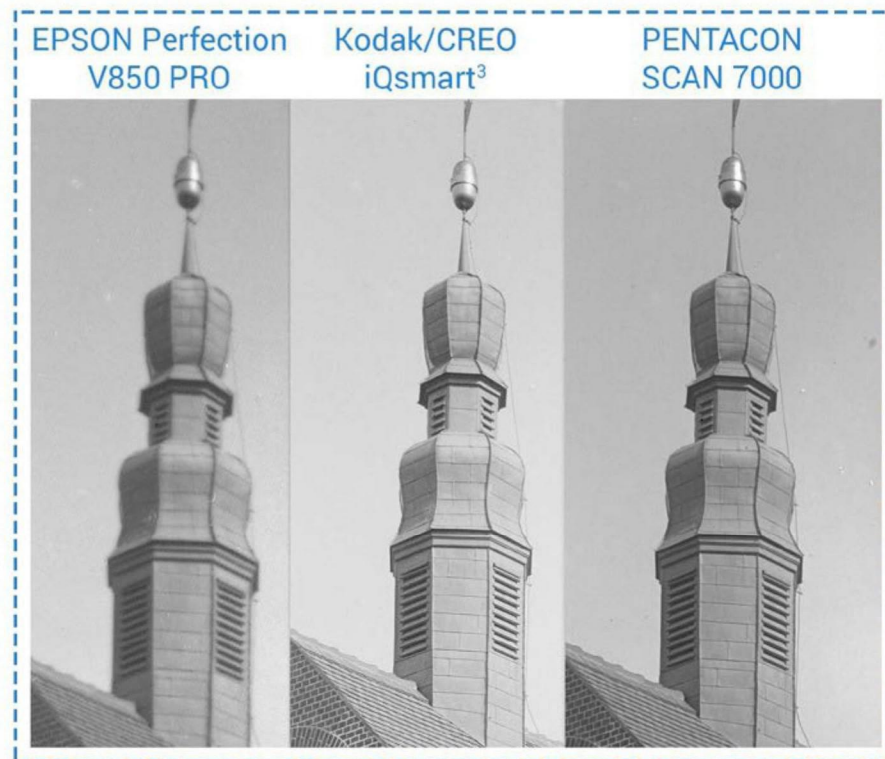 EPSON Perfection
V850 PRO
Kodak/CREO
iQsmart³
PENTACON
SCAN 7000